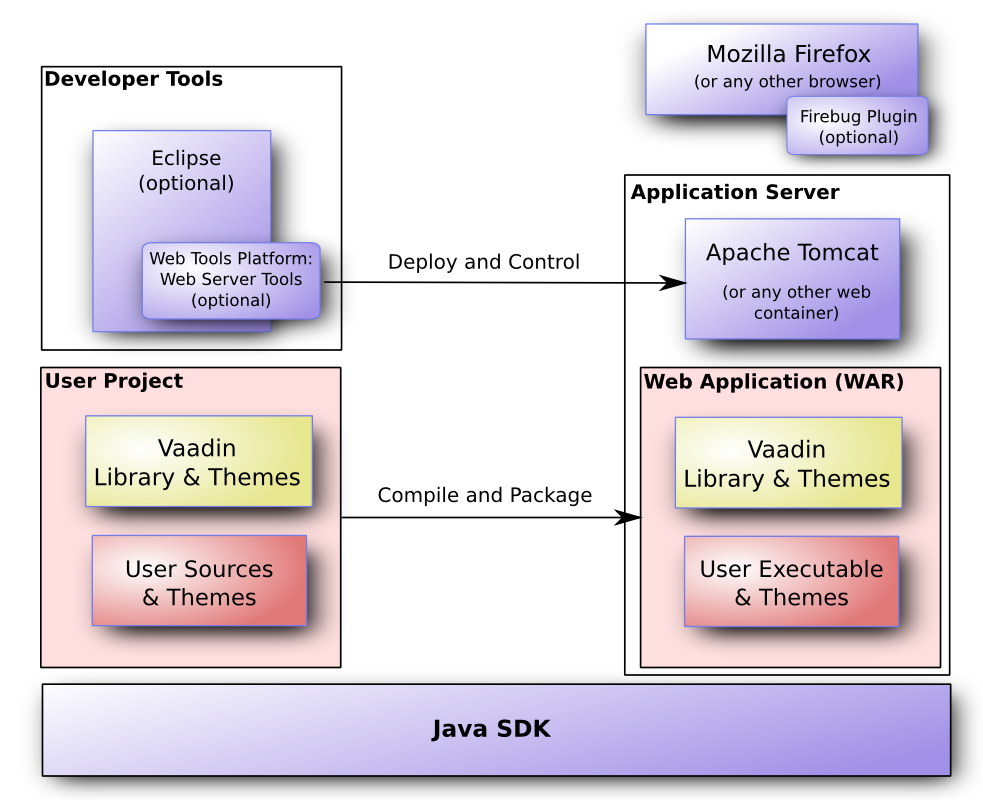 Developer Tools
Eclipse
(optional)
Web Tools Platform:
Web Server Tools
(optional)
Deploy and Control
Mozilla Firefox
(or any other browser)
Firebug Plugin
(optional)
Application Server
Apache Tomcat
(or any other web
container)
User Project
Vaadin
Library & Themes
User Sources
& Themes
Compile and Package
Web Application (WAR)
Vaadin
Library & Themes
User Executable
& Themes
Java SDK